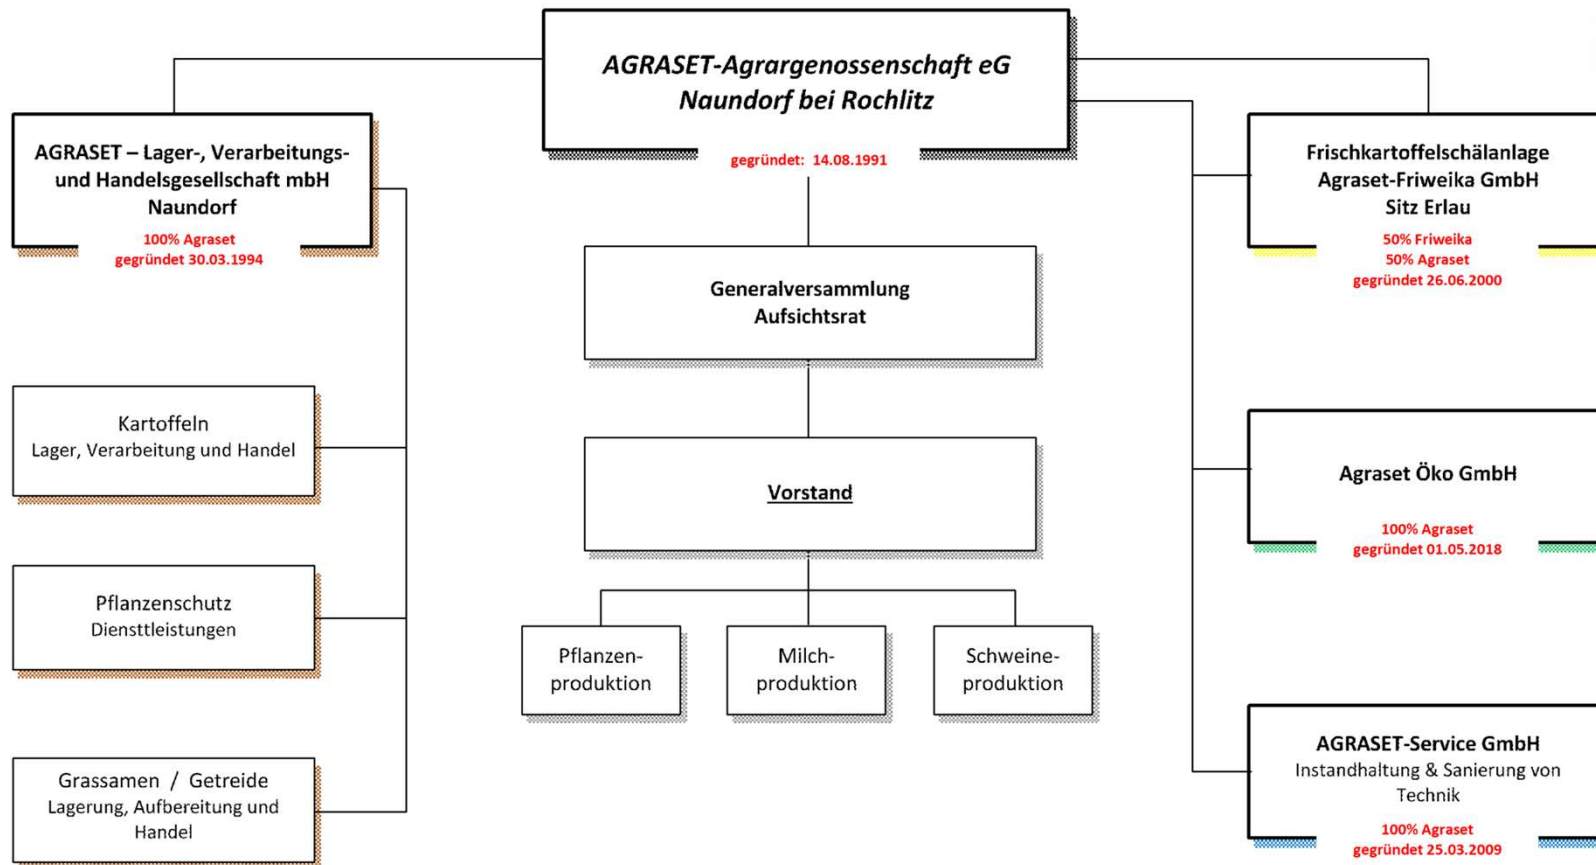 AGRASET-Agrargenossenschaft eG
Naundorf bei Rochlitz
gegründet: 14.08.1991
AGRASET – Lager-, Verarbeitungs-
und Handelsgesellschaft mbH
Naundorf
100% Agraset
gegründet 30.03.1994
Kartoffeln
Lager, Verarbeitung und Handel
Pflanzenschutz
Diensttleistungen
Grassamen / Getreide
Lagerung, Aufbereitung und
Handel
Generalversammlung
Aufsichtsrat
Vorstand
Pflanzen-
produktion
Milch-
produktion
Schweine-
produktion
Frischkartoffelschälanlage
Agraset-Friweika GmbH
Sitz Erlau
50% Friweika
50% Agraset
gegründet 26.06.2000
Agraset Öko GmbH
100% Agraset
gegründet 01.05.2018
AGRASET-Service GmbH
Instandhaltung & Sanierung von
Technik
100% Agraset
gegründet 25.03.2009